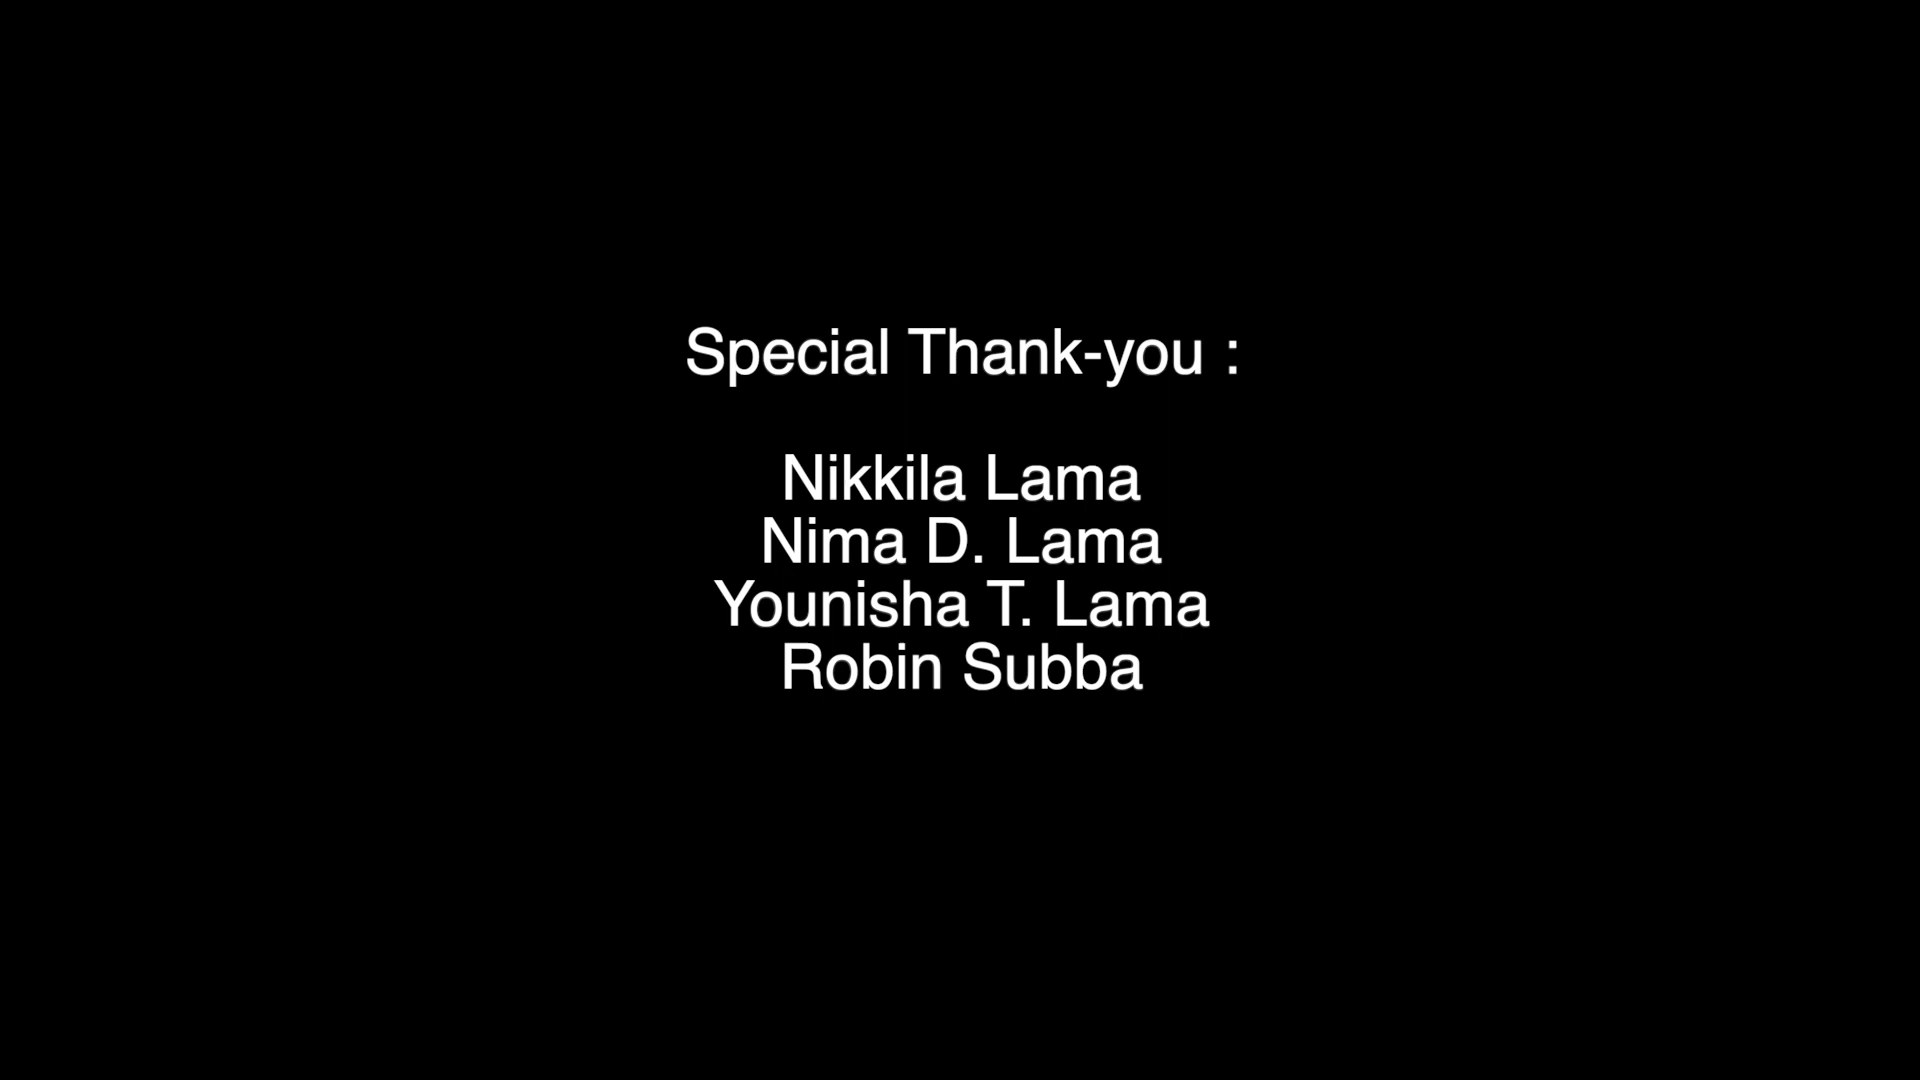 Special Thank-you :
Nikkila Lama
Nima D. Lama
Younisha T. Lama
Robin Subba